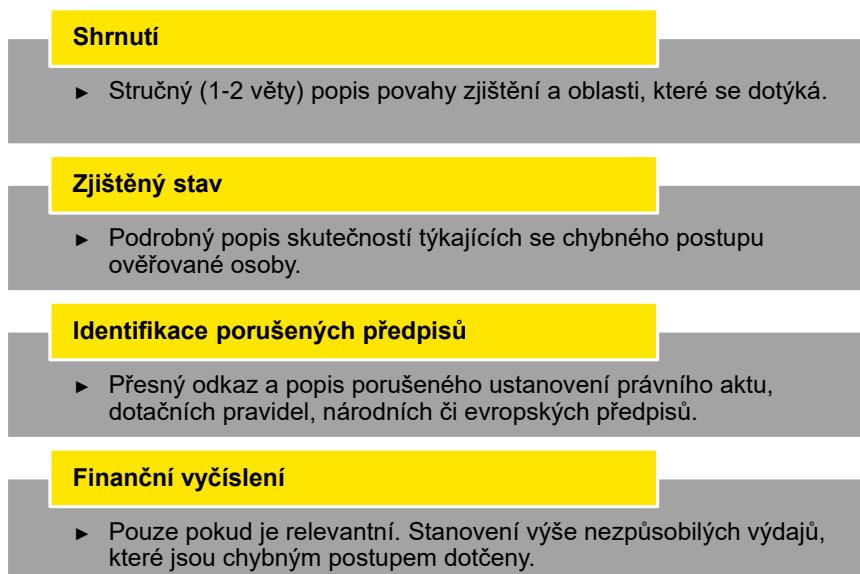 Shrnutí
► Stručný (1-2 věty) popis povahy zjištění a oblasti, které se dotýká.
Zjištěný stav
► Podrobný popis skutečností týkajících se chybného postupu
ověřované osoby.
Identifikace porušených předpisů
► Přesný odkaz a popis porušeného ustanovení právního aktu,
dotačních pravidel, národních či evropských předpisů.
Finanční vyčíslení
► Pouze pokud je relevantní. Stanovení výše nezpůsobilých výdajů,
které jsou chybným postupem dotčeny.